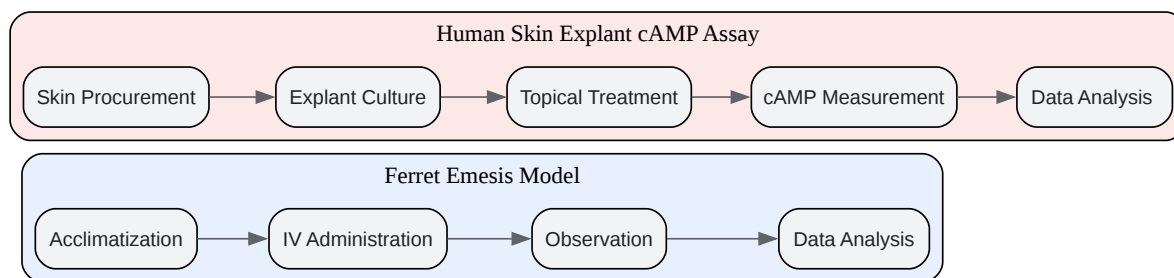 Human Skin Explant cAMP Assay
Skin Procurement
Explant Culture
Topical Treatment
cAMP Measurement
Data Analysis
Ferret Emesis Model
Acclimatization
IV Administration
Observation
Data Analysis